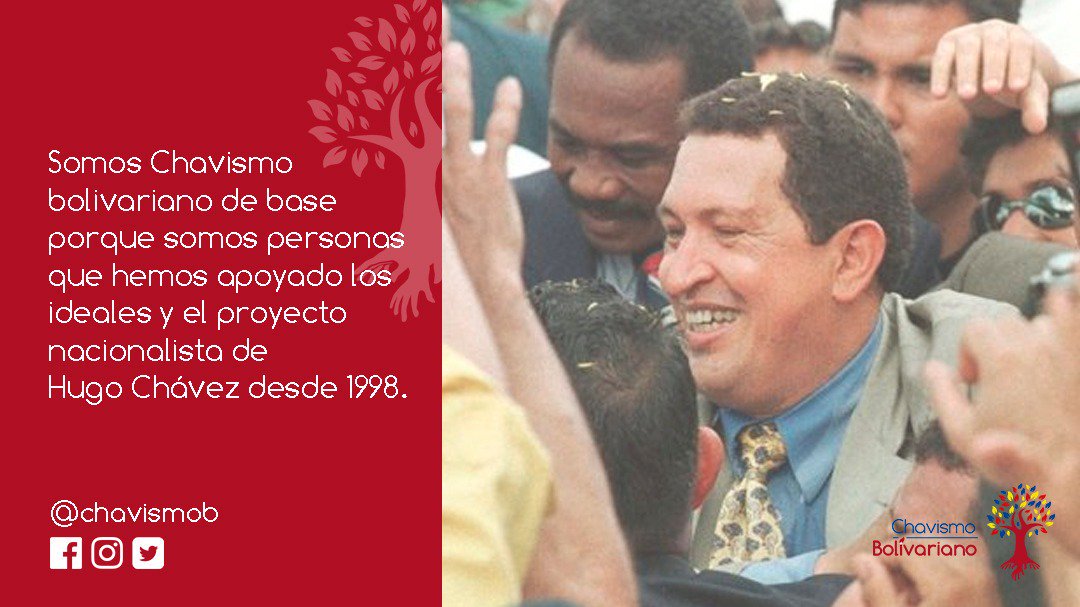 Somos Chavismo
bolivariano de base
porque somos personas
que hemos apoyado los
ideales y el proyecto
nacionalista de
Hugo Chávez desde 1998.
@chavismob
Chavismo
Bolívariano